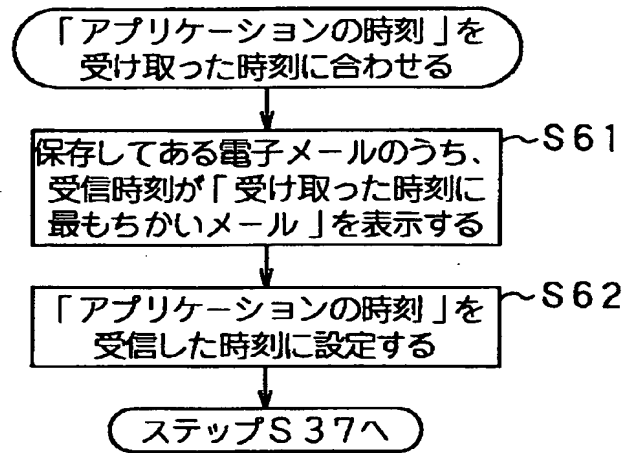 「アプリケーションの時刻」を
受け取った時刻に合わせる
保存してある電子メールのうち、
受信時刻が「受け取った時刻に
最もちかいメール」を表示する
~S61
「アプリケーションの時刻」を
受信した時刻に設定する
~S62
ステップS37へ